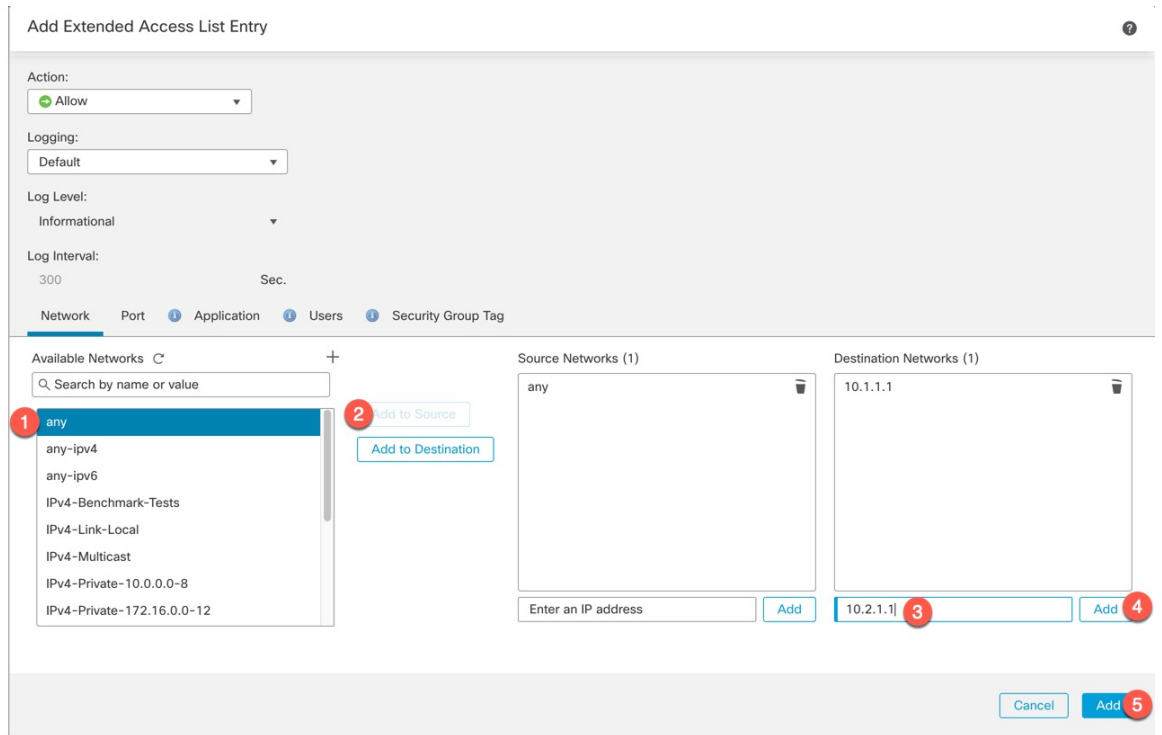 Add Extended Access List Entry
?
Action:
Allow
Logging:
Default
Log Level:
Informational
Log Interval:
300 Sec.
Network Port Application Users Security Group Tag
Available Networks
Search by name or value
1 any
any-ipv4
any-ipv6
IPv4-Benchmark-Tests
IPv4-Link-Local
IPv4-Multicast
IPv4-Private-10.0.0.0-8
IPv4-Private-172.16.0.0-12
2 Add to Source
Add to Destination
Source Networks (1)
any
Enter an IP address Add
Destination Networks (1)
10.1.1.1
10.2.1.1 3 Add 4
Cancel Add 5